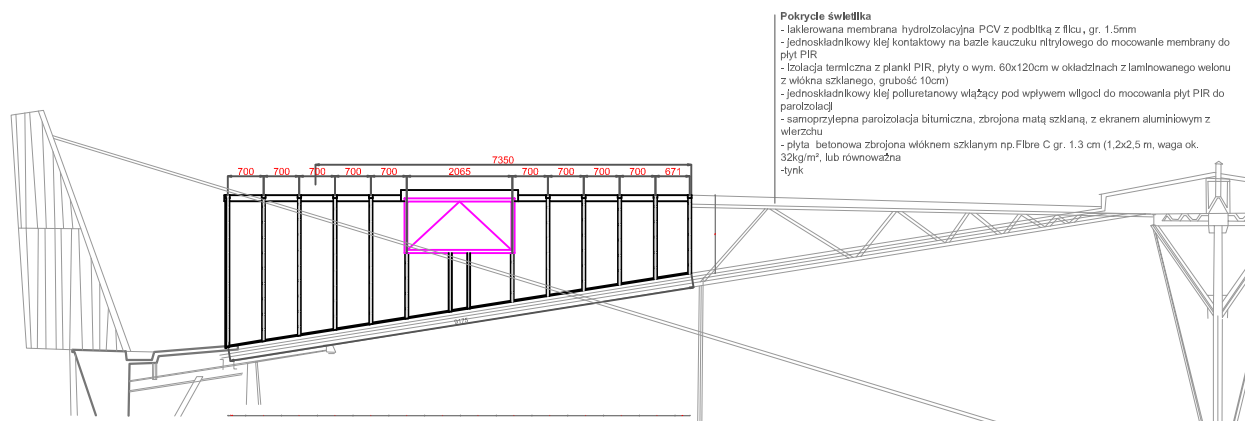 Pokrycie świetlika
- lakierowana membrana hydroizolacyjna PCV z podbitką z filcu, gr. 1.5mm
- jednoskładnikowy klej kontaktowy na bazie kauczuku nitrylowego do mocowanie membrany do
płyt PIR
- izolacja termiczna z pianki PIR, płyty o wym. 60x120cm w okładzinach z laminowanego welonu
z włókna szklanego, grubość 10cm)
- jednoskładnikowy klej poliuretanowy wiążący pod wpływem wilgoci do mocowania płyt PIR do
paroizolacji
- samoprzylepna paroizolacja bitumiczna, zbrojona matą szklaną, z ekranem aluminiowym z
wierzchu
- płyta betonowa zbrojona włóknem szklanym np.Fibre C gr. 1.3 cm (1,2x2,5 m, waga ok.
32kg/m², lub równoważna
-tynk
7350
700 700 700 700 700 2065 700 700 700 700 671
9175